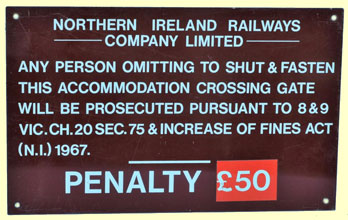 NORTHERN IRELAND RAILWAYS
COMPANY LIMITED
ANY PERSON OMITTING TO SHUT & FASTEN
THIS ACCOMMODATION CROSSING GATE
WILL BE PROSECUTED PURSUANT TO 8 & 9
VIC. CH. 20 SEC. 75 & INCREASE OF FINES ACT
(N.I.) 1967.
PENALTY £50